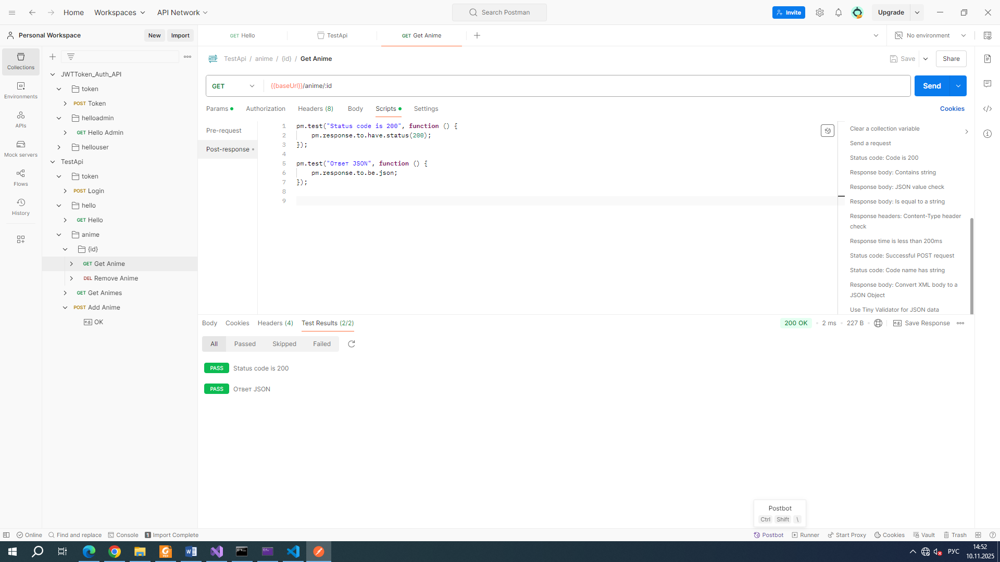 Home
Workspaces
API Network
Search Postman
Invite
Upgrade
Personal Workspace
New
Import
GET Hello
TestApi
GET Get Anime
No environment
Collections
Environments
APIs
Mock servers
Flows
History
JWTToken_Auth_API
token
POST Token
helloadmin
GET Hello Admin
hellouser
TestApi
token
POST Login
hello
GET Hello
anime
{id}
GET Get Anime
DEL Remove Anime
GET Get Animes
POST Add Anime
e.g. OK
HTTP TestApi / anime / {id} / Get Anime
Save
Share
GET
{{baseUrl}}/anime/:id
Send
Params
Authorization
Headers (8)
Body
Scripts
Settings
Cookies
Pre-request
Post-response
1 pm.test("Status code is 200", function () {
2 pm.response.to.have.status(200);
3 });
4
5 pm.test("Ответ JSON", function () {
6 pm.response.to.be.json;
7 });
8
9
Clear a collection variable
Send a request
Status code: Code is 200
Response body: Contains string
Response body: JSON value check
Response body: Is equal to a string
Response headers: Content-Type header
check
Response time is less than 200ms
Status code: Successful POST request
Status code: Code name has string
Response body: Convert XML body to a
JSON Object
Use Tiny Validator for JSON data
Body
Cookies
Headers (4)
Test Results (2/2)
200 OK
2 ms
227 B
e.g. Save Response
All
Passed
Skipped
Failed
PASS Status code is 200
PASS Ответ JSON
Postbot
Ctrl Shift \
Online
Find and replace
Console
1 Import Complete
Postbot
Runner
Start Proxy
Cookies
Vault
Trash
РУС
14:52
10.11.2025